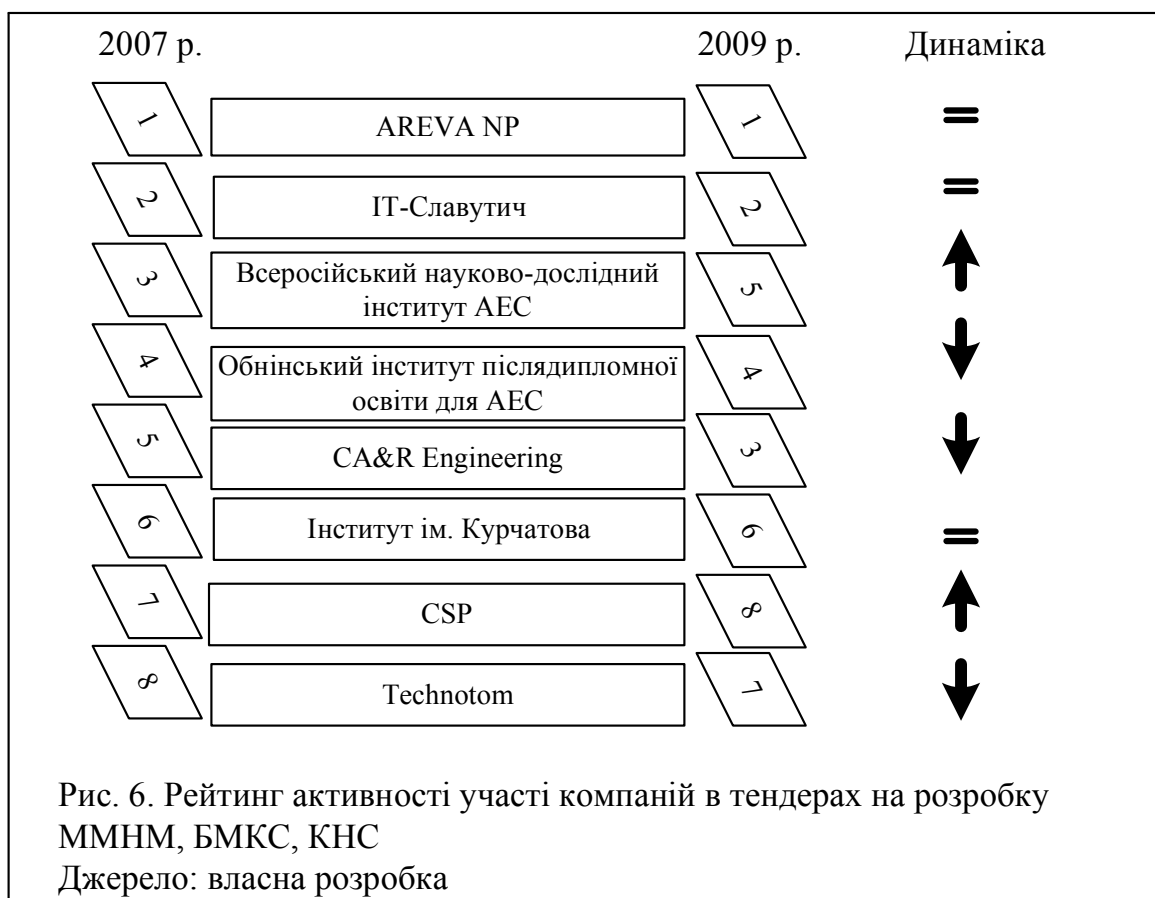 2007 р. 2009 р. Динаміка
1 AREVA NP 1 =
2 ІТ-Славутич 2 =
3 Всеросійський науково-дослідний
інститут АЕС 5
4 Обнінський інститут післядипломної
освіти для АЕС 4
5 CA&R Engineering 3
6 Інститут ім. Курчатова 6 =
7 CSP 8
8 Technotom 7
Рис. 6. Рейтинг активності участі компаній в тендерах на розробку
ММНМ, БМКС, КНС
Джерело: власна розробка